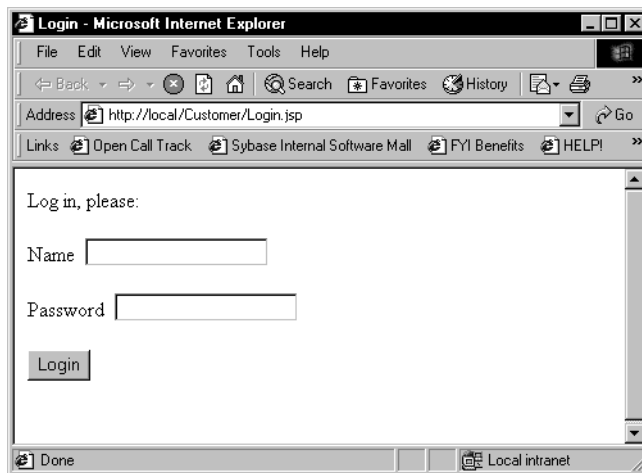 Login - Microsoft Internet Explorer
File Edit View Favorites Tools Help
Back Search Favorites History »
Address http://local/Customer/Login.jsp Go
Links Open Call Track Sybase Internal Software Mall FYI Benefits HELP! »
Log in, please:
Name
Password
Login
Done Local intranet